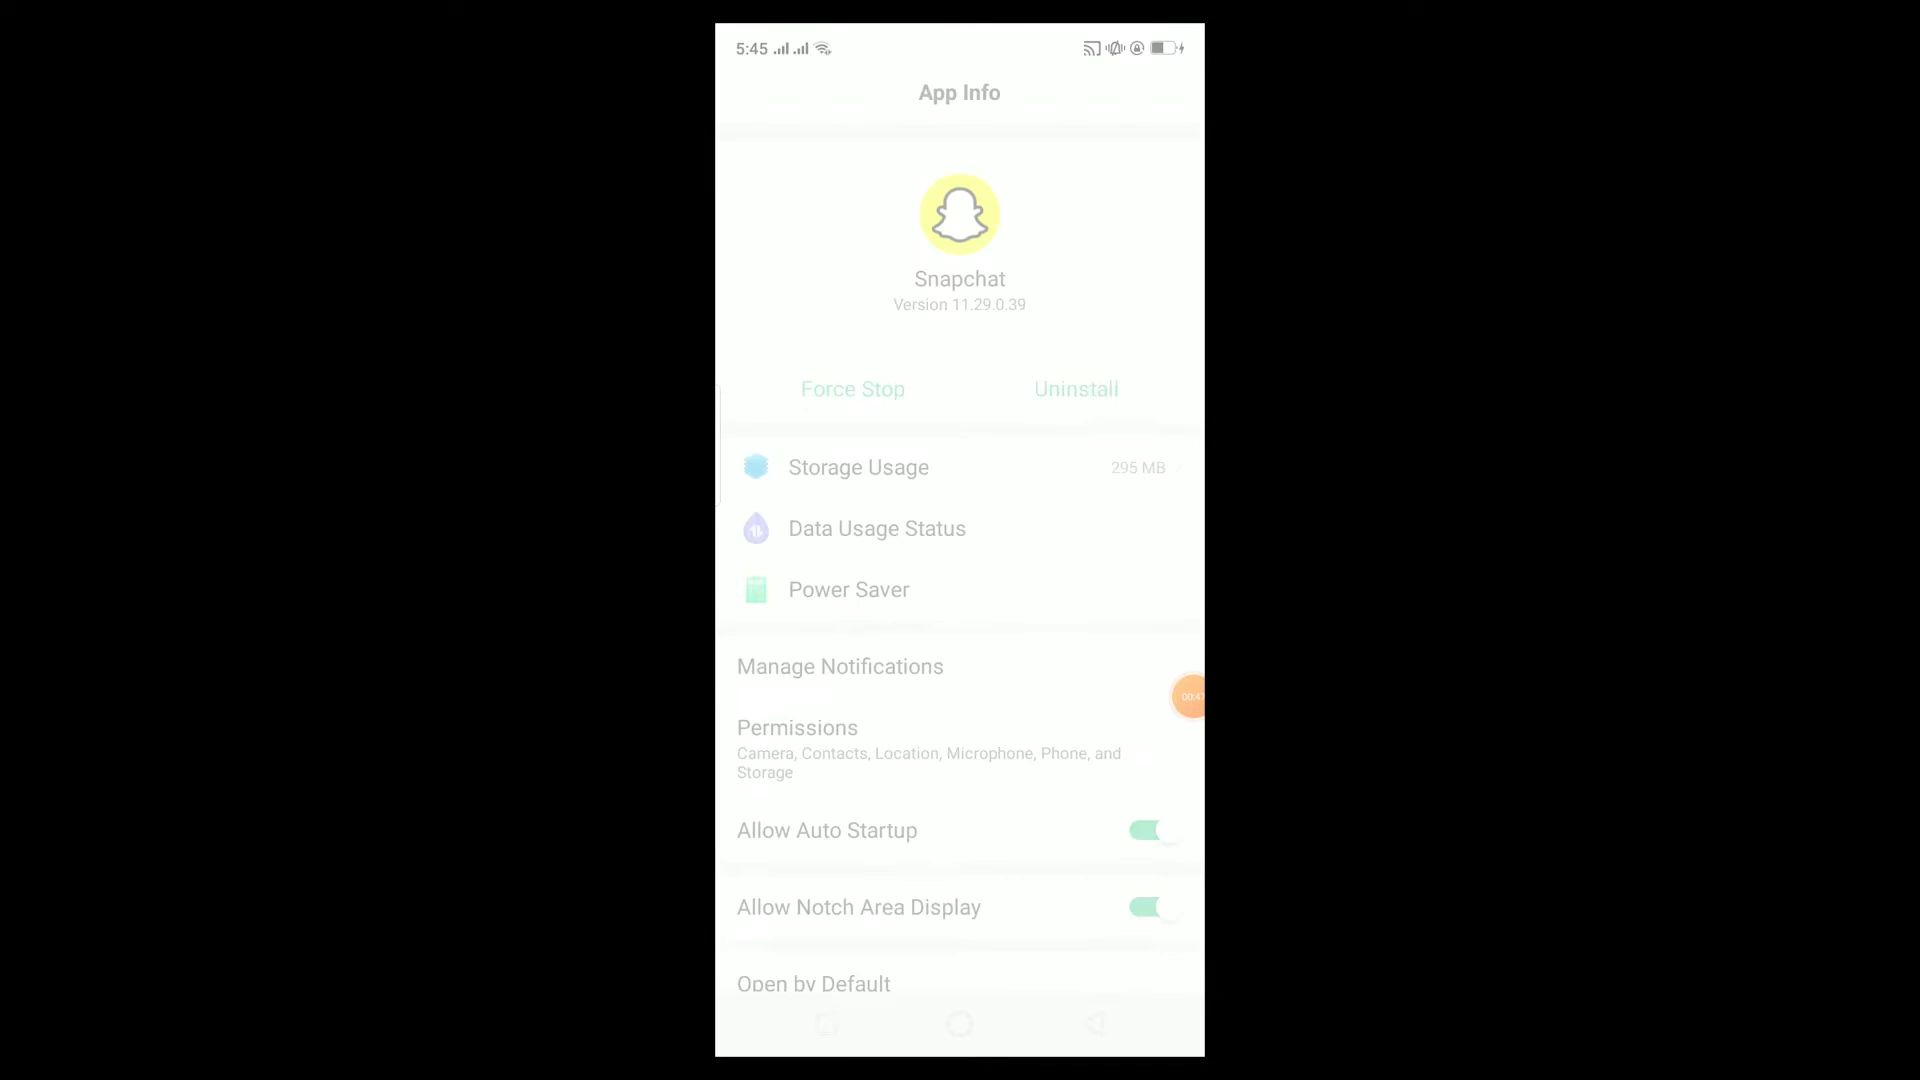 5:45
App Info
Snapchat
Version 11.29.0.39
Force Stop Uninstall
Storage Usage 295 MB
Data Usage Status
Power Saver
Manage Notifications
Permissions
Camera, Contacts, Location, Microphone, Phone, and
Storage
Allow Auto Startup
Allow Notch Area Display
Open by Default